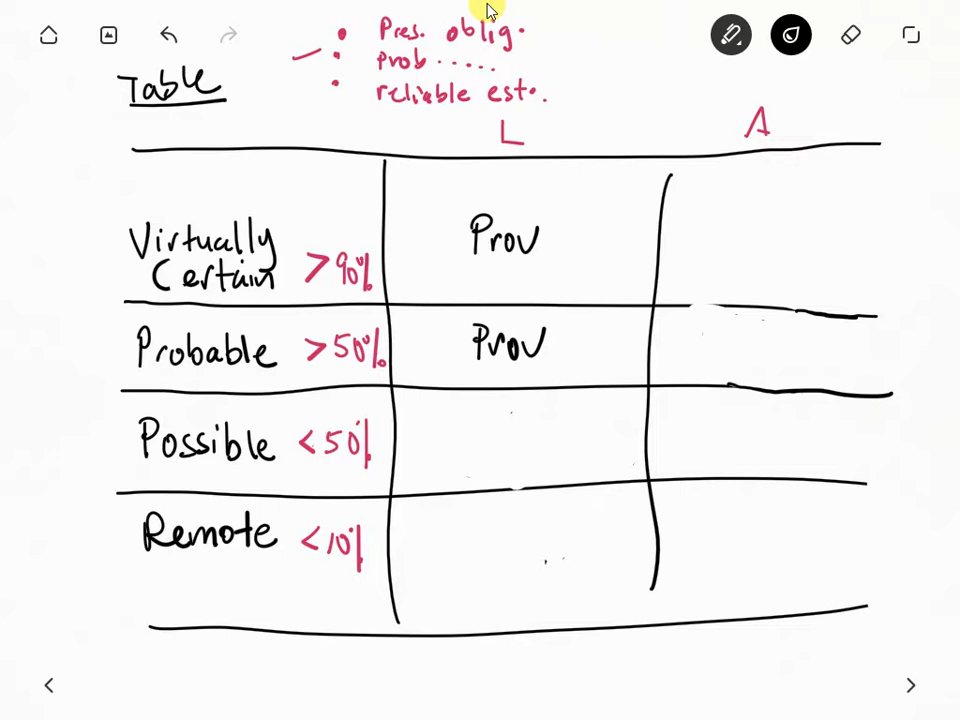 Pres. oblig.
prob.....
Table
reliable est.
L
A
Virtually
Certain >90%
Prov
Probable >50%
Prov
Possible <50%
Remote <10%